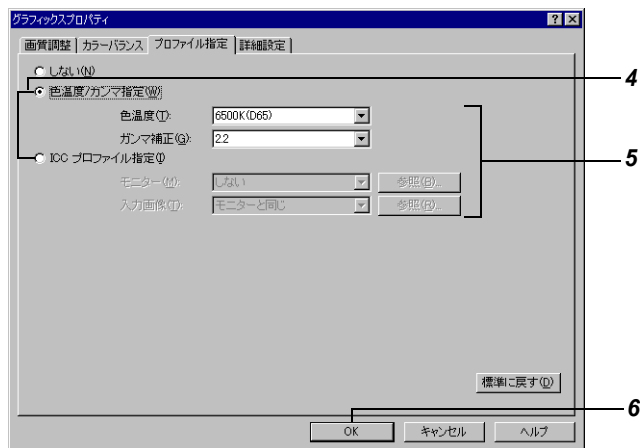 グラフィックスプロパティ
画質調整 カラーバランス プロファイル指定 詳細設定
しない(N)
4
色温度/ガンマ指定(W)
色温度(T): 6500K(D65)
ガンマ補正(G): 2.2
5
ICC プロファイル指定(I)
モニター(M): しない 参照(B)...
入力画像(T): モニターと同じ 参照(R)...
標準に戻す(D)
6
OK キャンセル ヘルプ